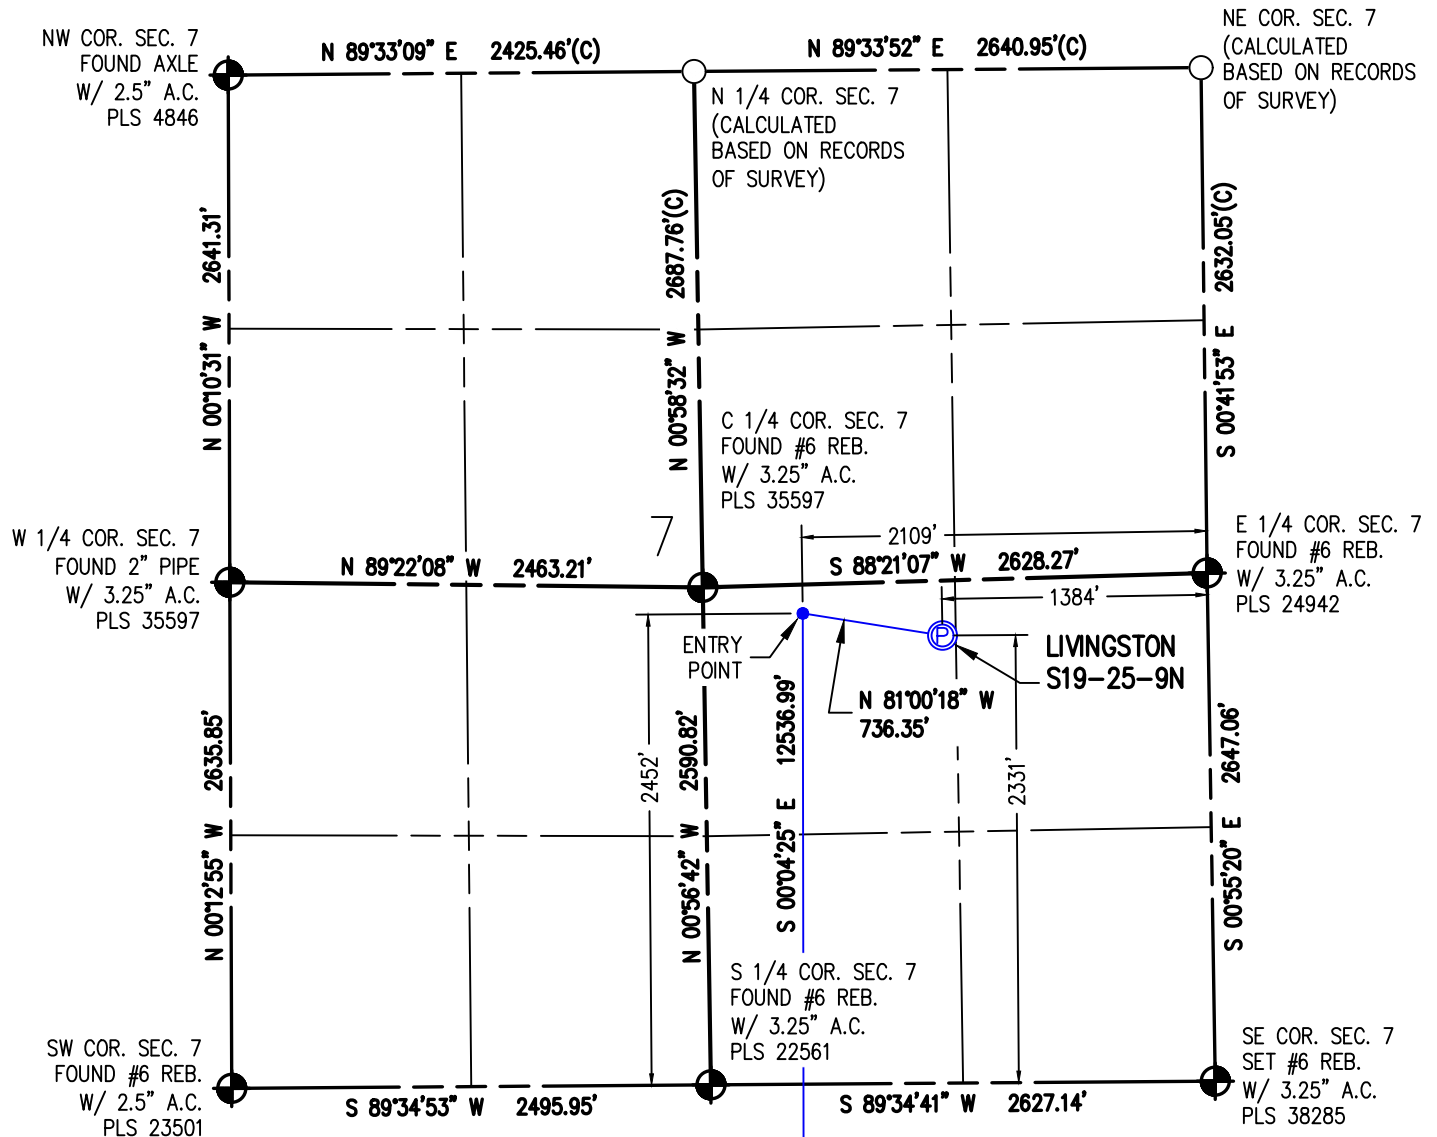 NW COR. SEC. 7
FOUND AXLE
W/ 2.5" A.C.
PLS 4846
N 89°33'09" E 2425.46'(C)
N 89°33'52" E 2640.95'(C)
NE COR. SEC. 7
(CALCULATED
BASED ON RECORDS
OF SURVEY)
N 1/4 COR. SEC. 7
(CALCULATED
BASED ON RECORDS
OF SURVEY)
N 00°10'31" W 2641.31'
N 00°58'32" W 2687.76'(C)
S 00°41'53" E 2632.05'(C)
C 1/4 COR. SEC. 7
FOUND #6 REB.
W/ 3.25" A.C.
PLS 35597
7
W 1/4 COR. SEC. 7
FOUND 2" PIPE
W/ 3.25" A.C.
PLS 35597
N 89°22'08" W 2463.21'
2109'
S 88°21'07" W 2628.27'
1384'
E 1/4 COR. SEC. 7
FOUND #6 REB.
W/ 3.25" A.C.
PLS 24942
ENTRY
POINT
P
LIVINGSTON
S19-25-9N
N 81°00'18" W
736.35'
N 00°12'55" W 2635.85'
2452'
N 00°56'42" W 2590.82'
S 00°04'25" E 12536.99'
2331'
S 00°55'20" E 2647.06'
S 1/4 COR. SEC. 7
FOUND #6 REB.
W/ 3.25" A.C.
PLS 22561
SW COR. SEC. 7
FOUND #6 REB.
W/ 2.5" A.C.
PLS 23501
S 89°34'53" W 2495.95'
S 89°34'41" W 2627.14'
SE COR. SEC. 7
SET #6 REB.
W/ 3.25" A.C.
PLS 38285